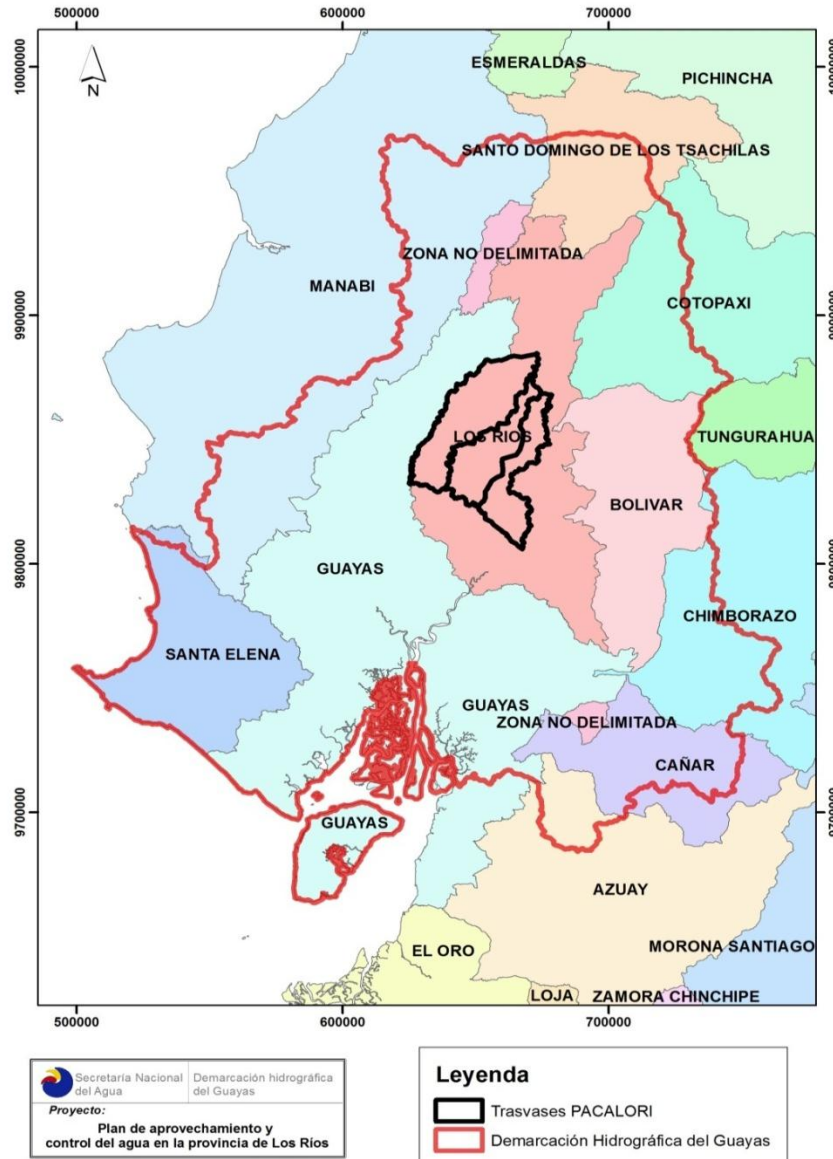 500000 600000 700000
10000000 10000000
N
ESMERALDAS
PICHINCHA
SANTO DOMINGO DE LOS TSACHILAS
ZONA NO DELIMITADA
MANABI
COTOPAXI
9900000 9900000
LOS RIOS
TUNGURAHUA
BOLIVAR
GUAYAS
9800000 9800000
CHIMBORAZO
SANTA ELENA
GUAYAS
ZONA NO DELIMITADA
CAÑAR
9700000 9700000
GUAYAS
AZUAY
EL ORO
MORONA SANTIAGO
LOJA
ZAMORA CHINCHIPE
500000 600000 700000
Secretaría Nacional
del Agua
Demarcación hidrográfica
del Guayas
Proyecto:
Plan de aprovechamiento y
control del agua en la provincia de Los Ríos
Leyenda
Trasvases PACALORI
Demarcación Hidrográfica del Guayas